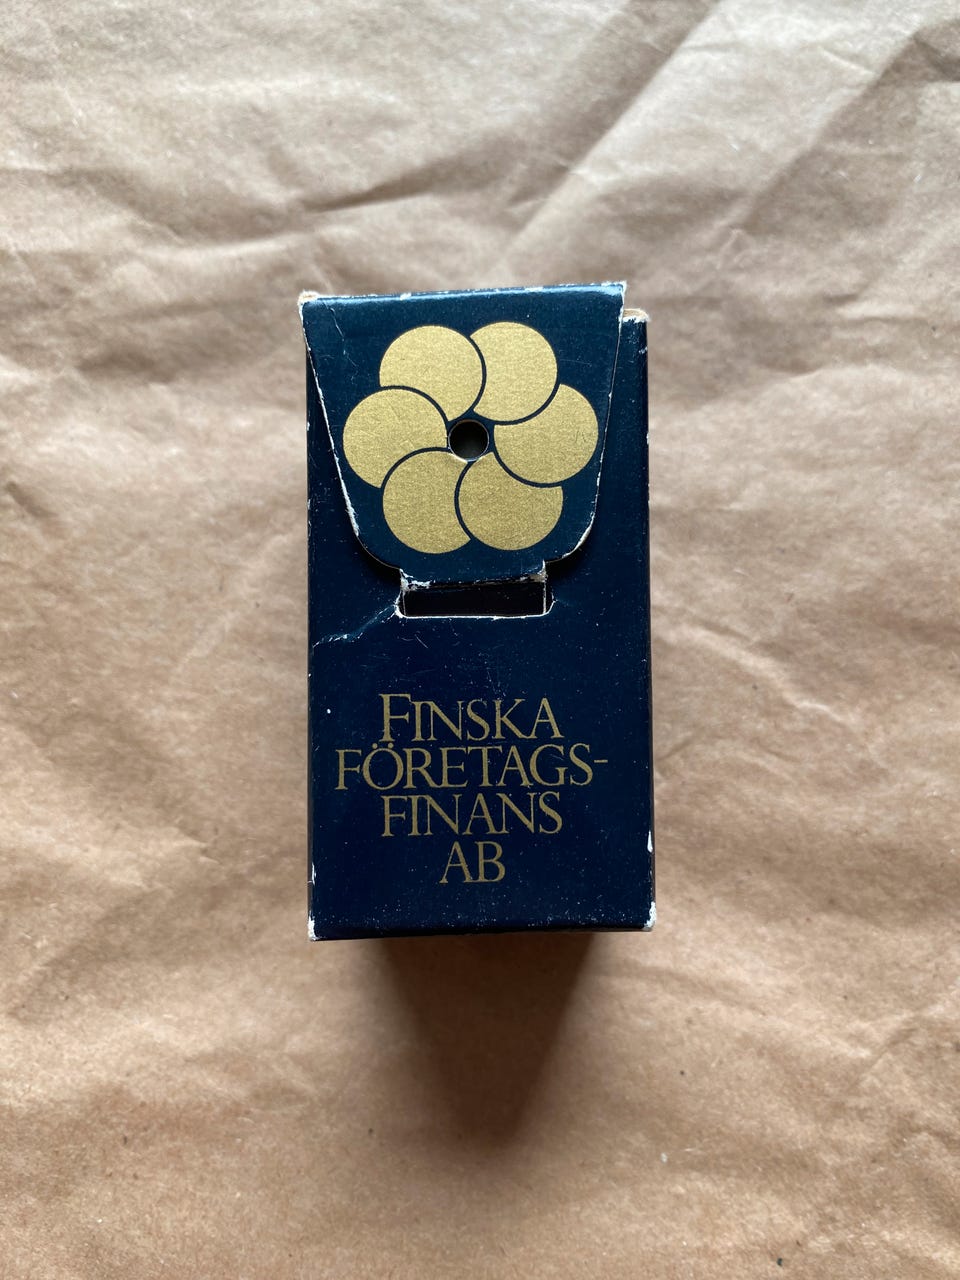 FINSKA
FÖRETAGS-
FINANS
AB